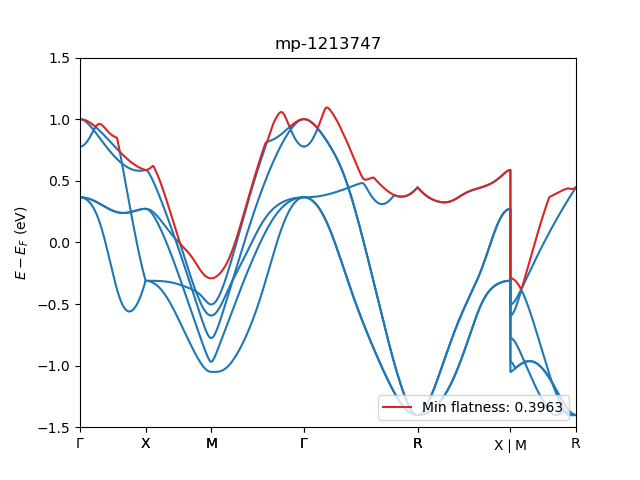 mp-1213747
1.5
1.0
0.5
0.0
−0.5
−1.0
−1.5
E − E_F (eV)
Min flatness: 0.3963
Γ X M Γ R X | M R